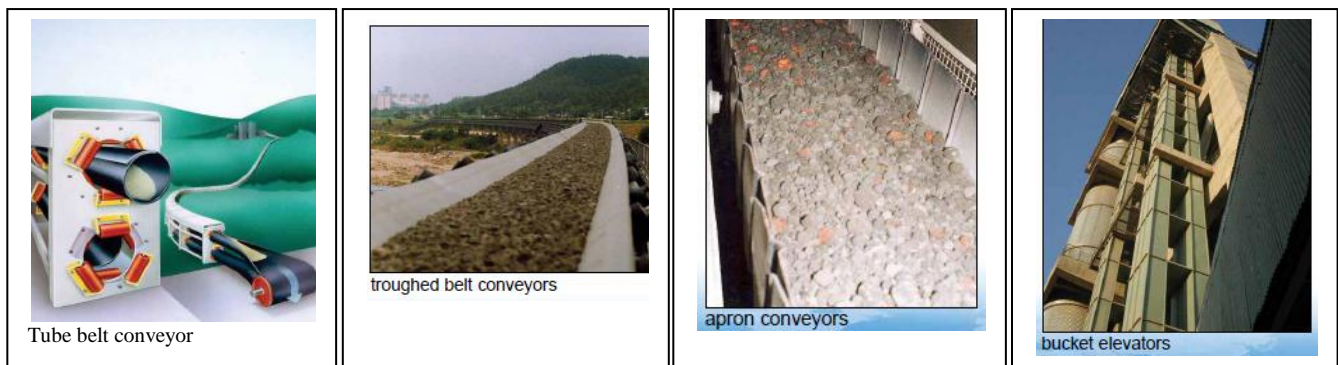 Tube belt conveyor
troughed belt conveyors
apron conveyors
bucket elevators